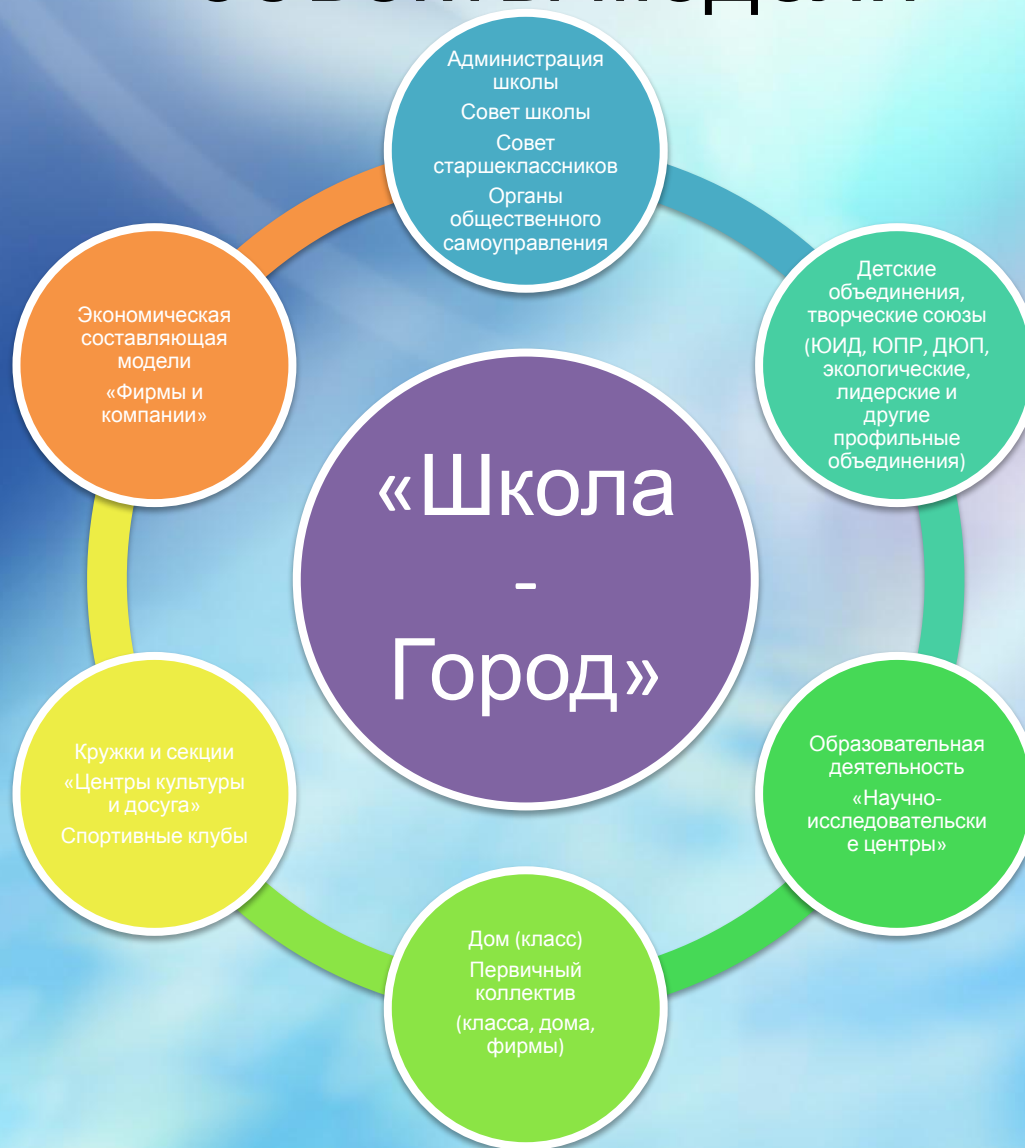 Администрация
школы
Совет школы
Совет
старшеклассников
Органы
общественного
самоуправления
Детские
объединения,
творческие союзы
(ЮИД, ЮПР, ДЮП,
экологические,
лидерские и
другие
профильные
объединения)
Образовательная
деятельность
«Научно-
исследовательски
е центры»
Дом (класс)
Первичный
коллектив
(класса, дома,
фирмы)
Кружки и секции
«Центры культуры
и досуга»
Спортивные клубы
Экономическая
составляющая
модели
«Фирмы и
компании»
«Школа
-
Город»